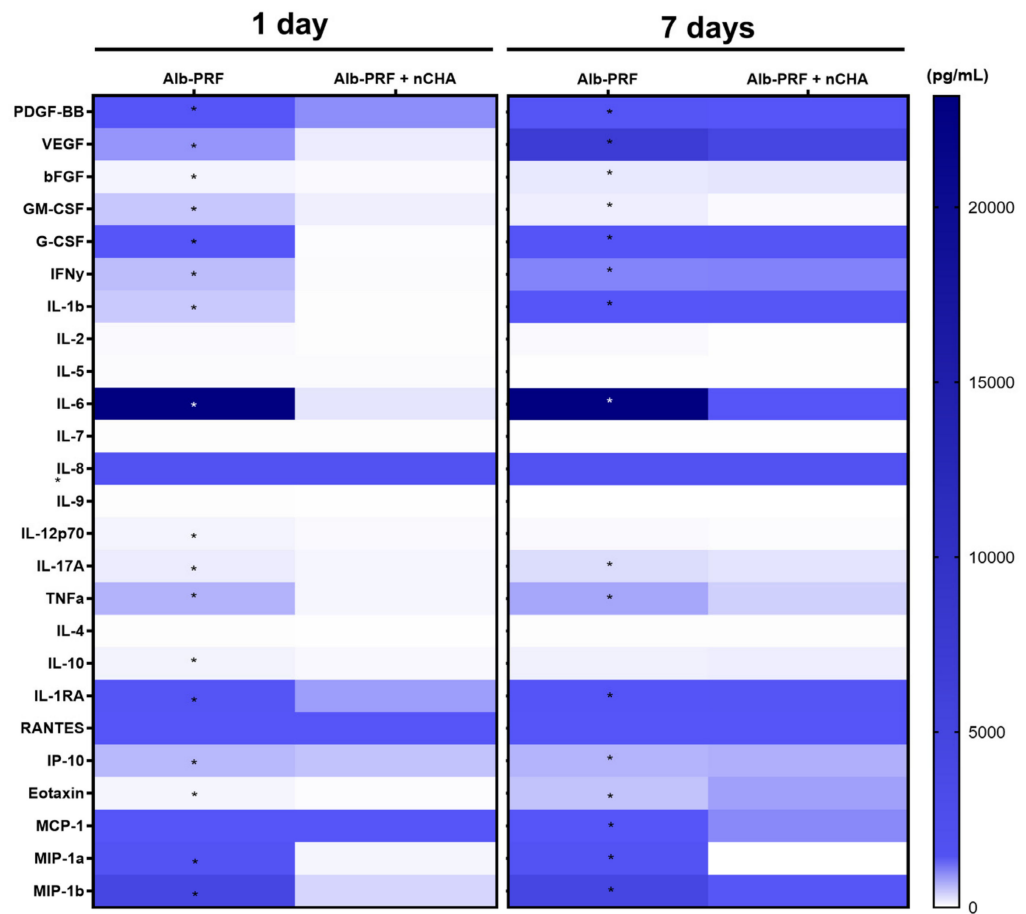 1 day 7 days
Alb-PRF Alb-PRF + nCHA Alb-PRF Alb-PRF + nCHA (pg/mL)
PDGF-BB * *
VEGF * *
bFGF * *
GM-CSF * *
20000
G-CSF * *
IFNy * *
IL-1b * *
IL-2
15000
IL-5
IL-6 * *
IL-7
IL-8
*
IL-9
10000
IL-12p70 *
IL-17A * *
TNFa * *
IL-4
IL-10 *
IL-1RA * *
RANTES
5000
IP-10 * *
Eotaxin * *
MCP-1 *
MIP-1a * *
MIP-1b * *
0